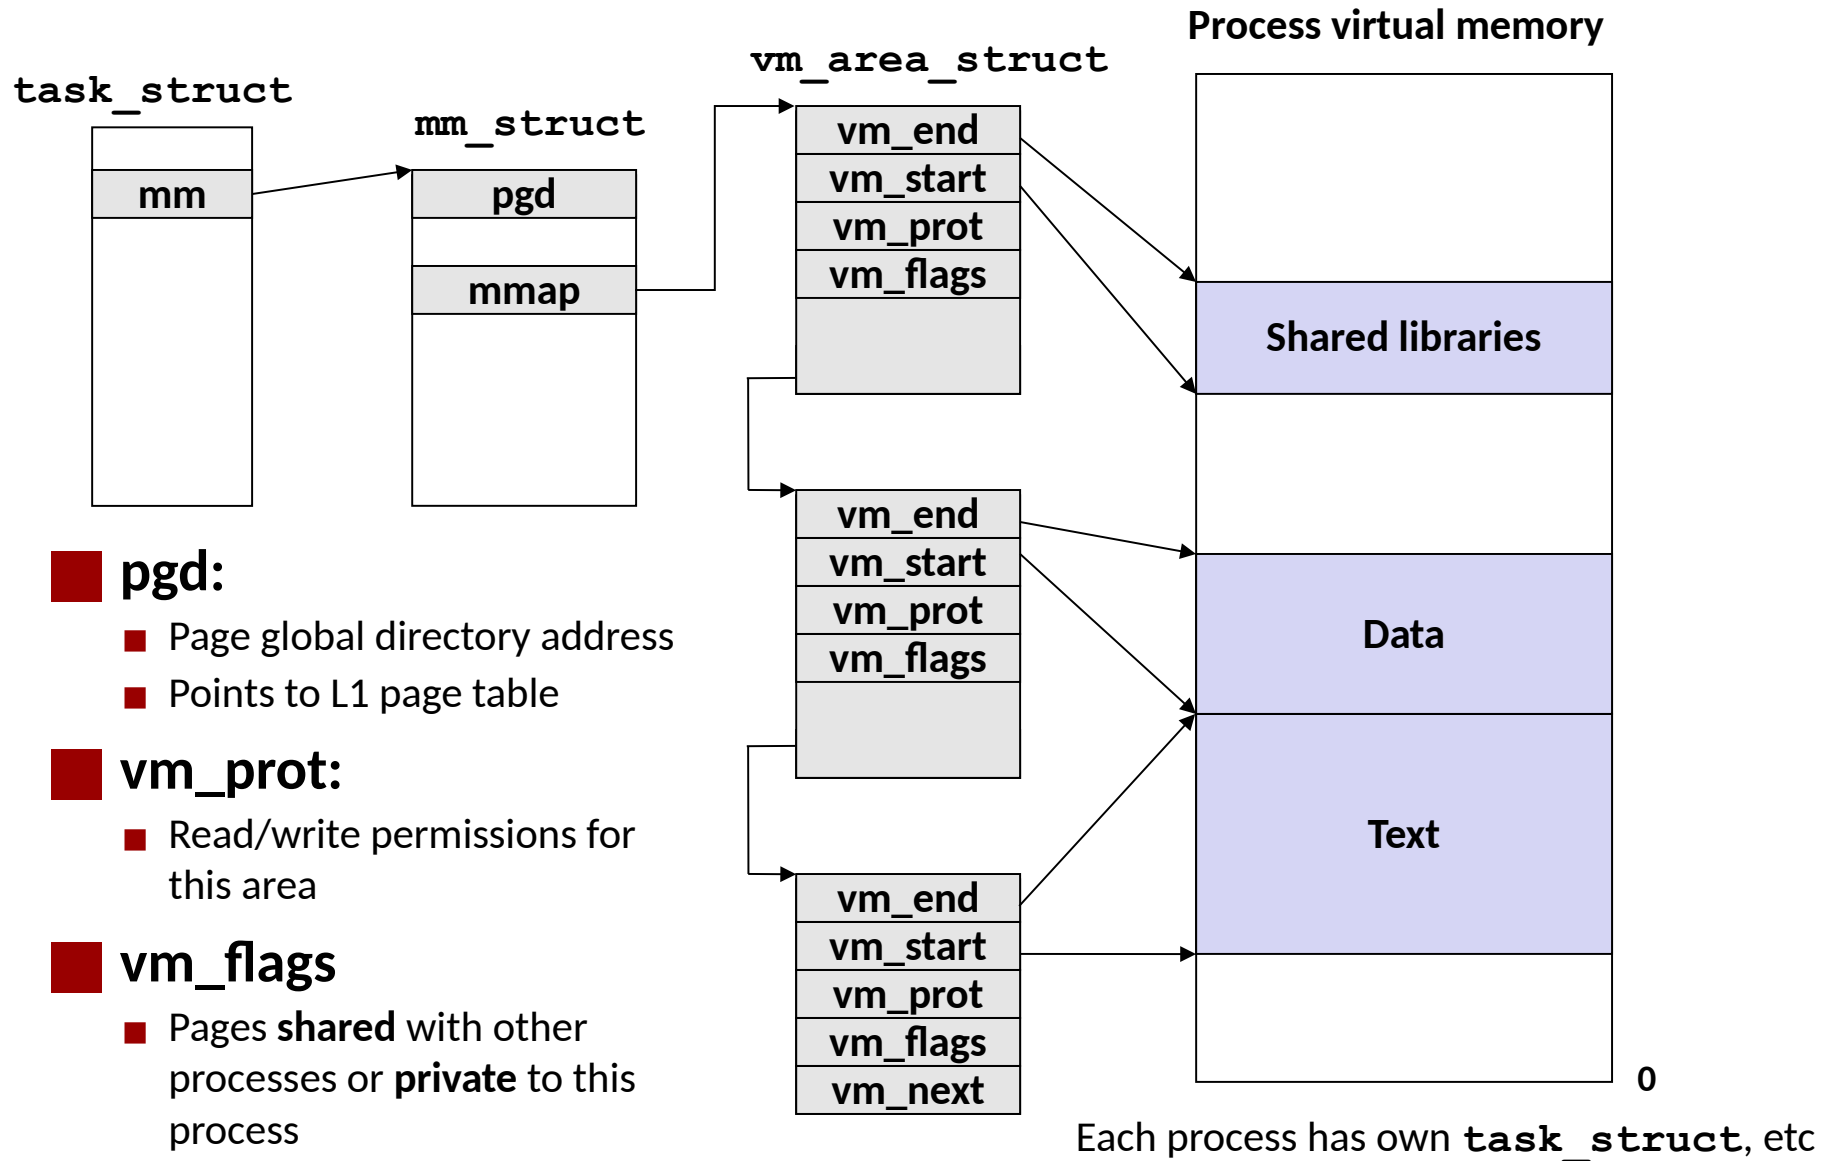 Process virtual memory
vm_area_struct
task_struct
mm_struct
mm
pgd
mmap
vm_end
vm_start
vm_prot
vm_flags
Shared libraries
vm_end
vm_start
vm_prot
vm_flags
Data
Text
vm_end
vm_start
vm_prot
vm_flags
vm_next
0
pgd:
Page global directory address
Points to L1 page table
vm_prot:
Read/write permissions for
this area
vm_flags
Pages shared with other
processes or private to this
process
Each process has own task_struct, etc